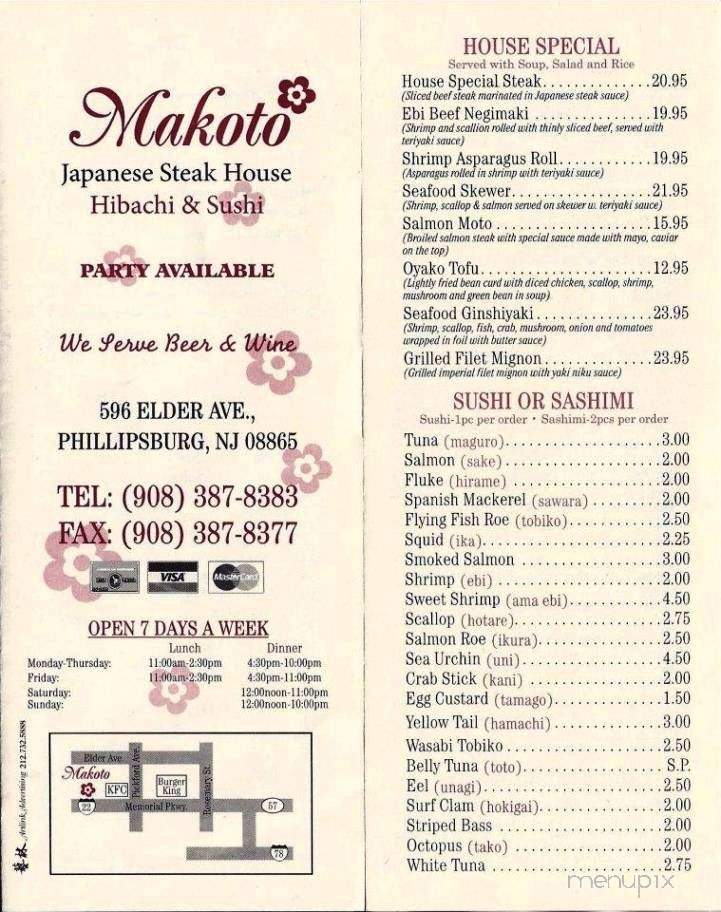 Makoto
Japanese Steak House
Hibachi & Sushi
PARTY AVAILABLE
We Serve Beer & Wine
596 ELDER AVE.,
PHILLIPSBURG, NJ 08865
TEL: (908) 387-8383
FAX: (908) 387-8377
VISA MasterCard
OPEN 7 DAYS A WEEK
Lunch Dinner
Monday-Thursday: 11:00am-2:30pm 4:30pm-10:00pm
Friday: 11:00am-2:30pm 4:30pm-11:00pm
Saturday: 12:00noon-11:00pm
Sunday: 12:00noon-10:00pm
Elder Ave.
Makoto
KFC
Pickford Ave.
Burger
King
Rosemary St.
22
Memorial Pkwy.
57
78
藝林 Artlink Advertising 212.732.5888
HOUSE SPECIAL
Served with Soup, Salad and Rice
House Special Steak..............20.95
(Sliced beef steak marinated in Japanese steak sauce)
Ebi Beef Negimaki ...............19.95
(Shrimp and scallion rolled with thinly sliced beef, served with
teriyaki sauce)
Shrimp Asparagus Roll............19.95
(Asparagus rolled in shrimp with teriyaki sauce)
Seafood Skewer..................21.95
(Shrimp, scallop & salmon served on skewer w. teriyaki sauce)
Salmon Moto ....................15.95
(Broiled salmon steak with special sauce made with mayo, caviar
on the top)
Oyako Tofu......................12.95
(Lightly fried bean curd with diced chicken, scallop, shrimp,
mushroom and green bean in soup)
Seafood Ginshiyaki...............23.95
(Shrimp, scallop, fish, crab, mushroom, onion and tomatoes
wrapped in foil with butter sauce)
Grilled Filet Mignon..............23.95
(Grilled imperial filet mignon with yaki niku sauce)
SUSHI OR SASHIMI
Sushi-1pc per order • Sashimi-2pcs per order
Tuna (maguro)....................3.00
Salmon (sake) ....................2.00
Fluke (hirame) ....................2.00
Spanish Mackerel (sawara) .........2.00
Flying Fish Roe (tobiko)............2.50
Squid (ika).......................2.25
Smoked Salmon ..................3.00
Shrimp (ebi) .....................2.00
Sweet Shrimp (ama ebi)............4.50
Scallop (hotare)...................2.75
Salmon Roe (ikura)................2.50
Sea Urchin (uni) ..................4.50
Crab Stick (kani) .................2.00
Egg Custard (tamago)..............1.50
Yellow Tail (hamachi) ..............3.00
Wasabi Tobiko ....................2.50
Belly Tuna (toto)...................S.P.
Eel (unagi).......................2.50
Surf Clam (hokigai)................2.00
Striped Bass .....................2.00
Octopus (tako) ...................2.00
White Tuna ......................2.75
menupix